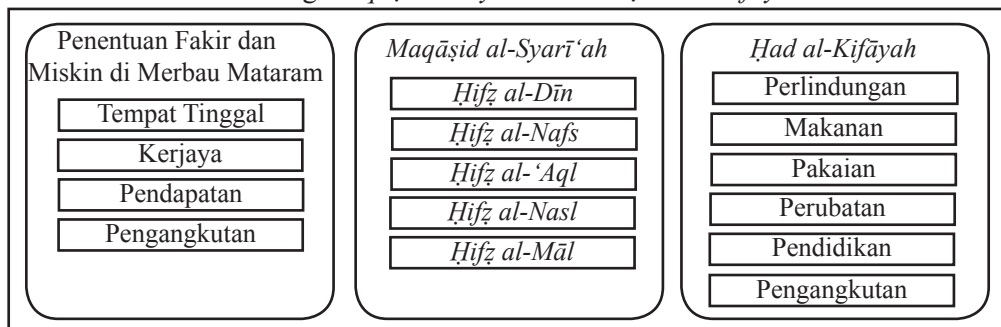 Penentuan Fakir dan
Miskin di Merbau Mataram
Tempat Tinggal
Kerjaya
Pendapatan
Pengangkutan
Maqāṣid al-Syarī‘ah
Ḥifẓ al-Dīn
Ḥifẓ al-Nafs
Ḥifẓ al-‘Aql
Ḥifẓ al-Nasl
Ḥifẓ al-Māl
Ḥad al-Kifāyah
Perlindungan
Makanan
Pakaian
Perubatan
Pendidikan
Pengangkutan